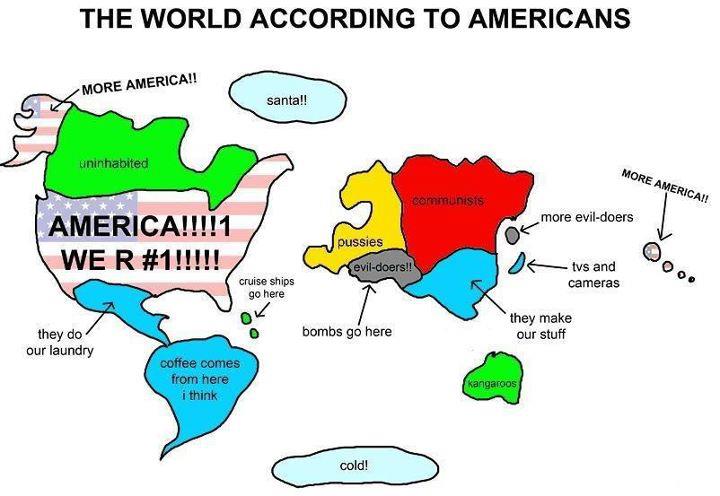 THE WORLD ACCORDING TO AMERICANS
MORE AMERICA!!
santa!!
uninhabited
MORE AMERICA!!
communists
more evil-doers
AMERICA!!!!1
WE R #1!!!!!
pussies
evil-doers!!
tvs and
cameras
cruise ships
go here
bombs go here
they make
our stuff
they do
our laundry
coffee comes
from here
i think
kangaroos
cold!